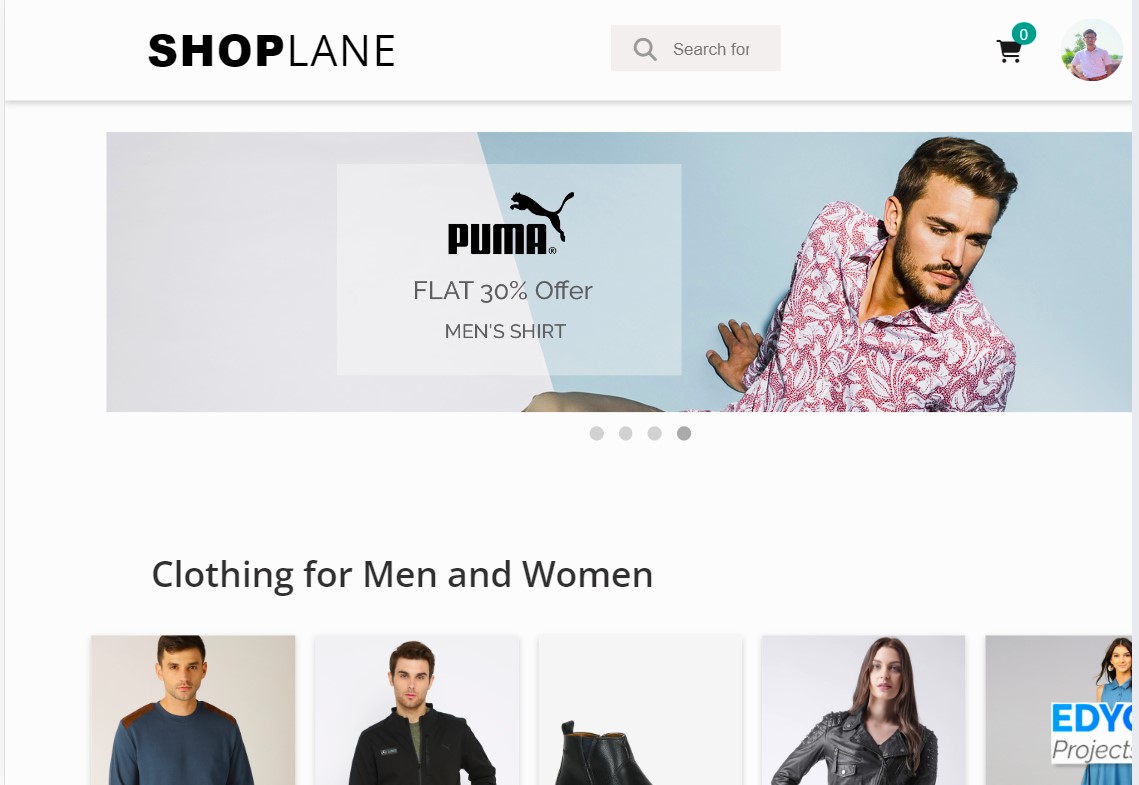 SHOPLANE
Search for
0
PUMA®
FLAT 30% Offer
MEN'S SHIRT
Clothing for Men and Women
EDYO
Projects